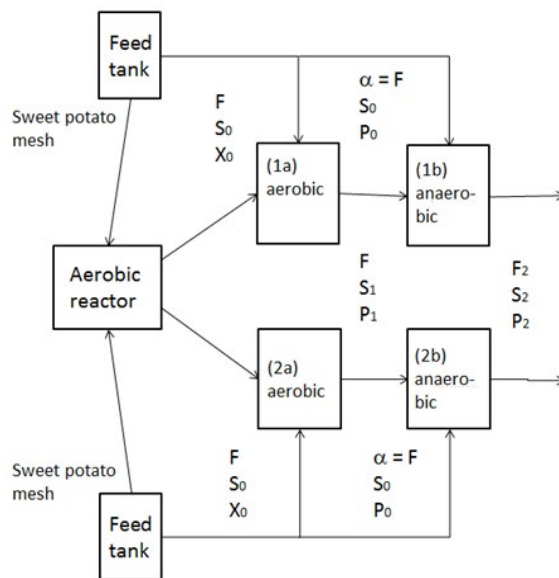 Feed
tank
Sweet potato
mesh
F
S₀
X₀
α = F
S₀
P₀
(1a)
aerobic
(1b)
anaero-
bic
Aerobic
reactor
F
S₁
P₁
F₂
S₂
P₂
(2a)
aerobic
(2b)
anaero-
bic
Sweet potato
mesh
F
S₀
X₀
α = F
S₀
P₀
Feed
tank